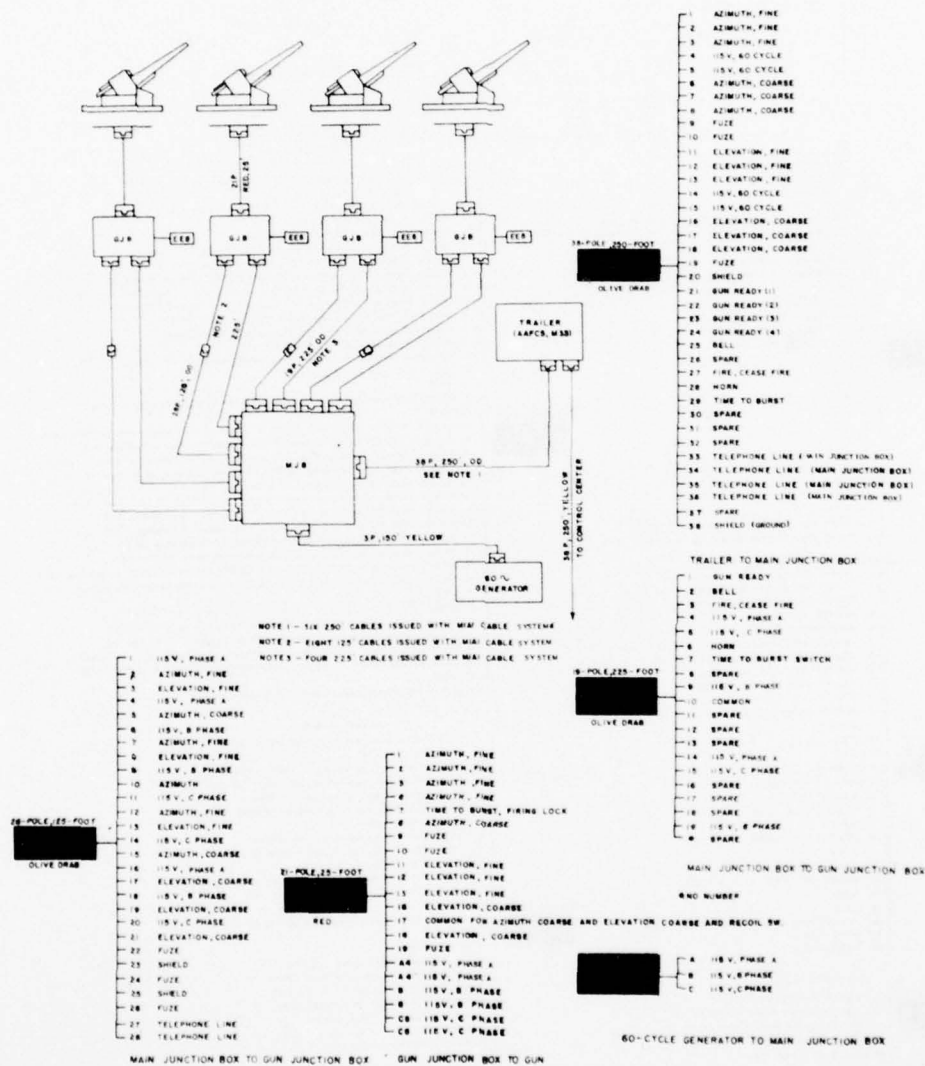 21P
RED, 25'
GJB
EE8
GJB
EE8
GJB
EE8
GJB
EE8
NOTE 2
225'
28P, 125', OD
19P, 225', OD
NOTE 3
TRAILER
(AAFCS, M33)
MJB
38P, 250', OD
SEE NOTE 1
38P, 250', YELLOW
TO CONTROL CENTER
3P, 150' YELLOW
60 ~
GENERATOR
NOTE 1 - SIX 250' CABLES ISSUED WITH M1A1 CABLE SYSTEM
NOTE 2 - EIGHT 125' CABLES ISSUED WITH M1A1 CABLE SYSTEM
NOTE 3 - FOUR 225 CABLES ISSUED WITH M1A1 CABLE SYSTEM
38-POLE, 250-FOOT
OLIVE DRAB
1 AZIMUTH, FINE
2 AZIMUTH, FINE
3 AZIMUTH, FINE
4 115V, 60 CYCLE
5 115V, 60 CYCLE
6 AZIMUTH, COARSE
7 AZIMUTH, COARSE
8 AZIMUTH, COARSE
9 FUZE
10 FUZE
11 ELEVATION, FINE
12 ELEVATION, FINE
13 ELEVATION, FINE
14 115V, 60 CYCLE
15 115V, 60 CYCLE
16 ELEVATION, COARSE
17 ELEVATION, COARSE
18 ELEVATION, COARSE
19 FUZE
20 SHIELD
21 GUN READY (1)
22 GUN READY (2)
23 GUN READY (3)
24 GUN READY (4)
25 BELL
26 SPARE
27 FIRE, CEASE FIRE
28 HORN
29 TIME TO BURST
30 SPARE
31 SPARE
32 SPARE
33 TELEPHONE LINE (MAIN JUNCTION BOX)
34 TELEPHONE LINE (MAIN JUNCTION BOX)
35 TELEPHONE LINE (MAIN JUNCTION BOX)
36 TELEPHONE LINE (MAIN JUNCTION BOX)
37 SPARE
38 SHIELD (GROUND)
TRAILER TO MAIN JUNCTION BOX
19-POLE, 225-FOOT
OLIVE DRAB
1 GUN READY
2 BELL
3 FIRE, CEASE FIRE
4 115V, PHASE A
5 115V, C PHASE
6 HORN
7 TIME TO BURST SWITCH
8 SPARE
9 115V, B PHASE
10 COMMON
11 SPARE
12 SPARE
13 SPARE
14 115V, PHASE A
15 115V, C PHASE
16 SPARE
17 SPARE
18 SPARE
19 115V, B PHASE
SPARE
MAIN JUNCTION BOX TO GUN JUNCTION BOX
28-POLE, 125-FOOT
OLIVE DRAB
1 115V, PHASE A
2 AZIMUTH, FINE
3 ELEVATION, FINE
4 115V, PHASE A
5 AZIMUTH, COARSE
6 115V, B PHASE
7 AZIMUTH, FINE
ELEVATION, FINE
9 115V, B PHASE
10 AZIMUTH
11 115V, C PHASE
12 AZIMUTH, FINE
13 ELEVATION, FINE
14 115V, C PHASE
15 AZIMUTH, COARSE
16 115V, PHASE A
17 ELEVATION, COARSE
18 115V, B PHASE
19 ELEVATION, COARSE
20 115V, C PHASE
21 ELEVATION, COARSE
22 FUZE
23 SHIELD
24 FUZE
25 SHIELD
26 FUZE
27 TELEPHONE LINE
28 TELEPHONE LINE
MAIN JUNCTION BOX TO GUN JUNCTION BOX
21-POLE, 25-FOOT
RED
1 AZIMUTH, FINE
2 AZIMUTH, FINE
3 AZIMUTH, FINE
6 AZIMUTH, FINE
7 TIME TO BURST, FIRING LOCK
8 AZIMUTH, COARSE
9 FUZE
10 FUZE
11 ELEVATION, FINE
12 ELEVATION, FINE
13 ELEVATION, FINE
16 ELEVATION, COARSE
17 COMMON FOR AZIMUTH COARSE AND ELEVATION COARSE AND RECOIL SW.
18 ELEVATION, COARSE
19 FUZE
A4 115V, PHASE A
A4 115V, PHASE A
B 115V, B PHASE
B 115V, B PHASE
C5 115V, C PHASE
C5 115V, C PHASE
GUN JUNCTION BOX TO GUN
NUMBER
A 115V, PHASE A
B 115V, B PHASE
C 115V, C PHASE
60-CYCLE GENERATOR TO MAIN JUNCTION BOX